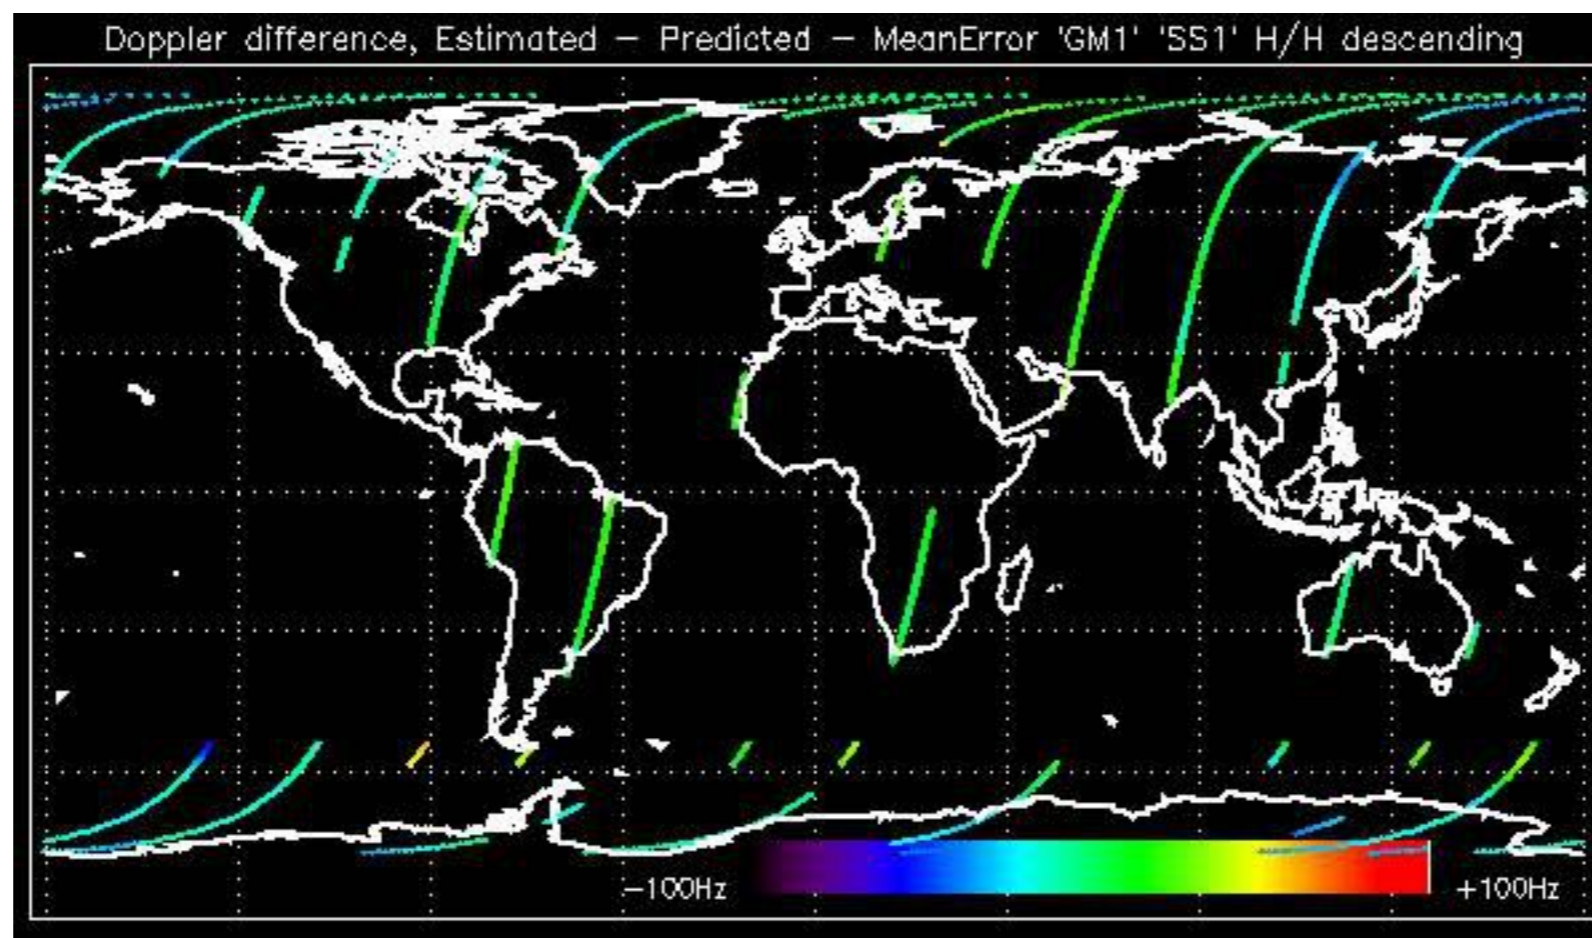 Doppler difference, Estimated – Predicted – MeanError 'GM1' 'SS1' H/H descending
–100Hz +100Hz